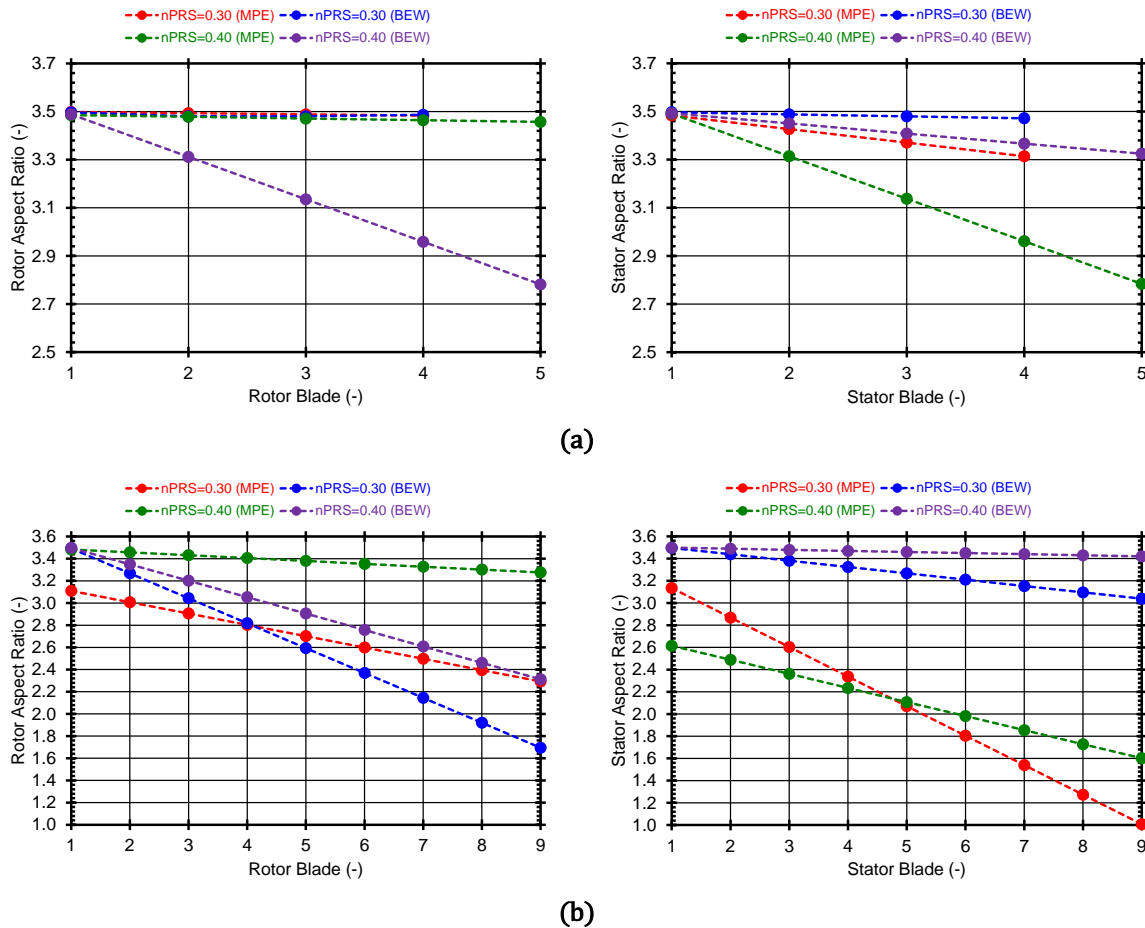 nPRS=0.30 (MPE) nPRS=0.30 (BEW)
nPRS=0.40 (MPE) nPRS=0.40 (BEW)
3.7
3.5
3.3
3.1
2.9
2.7
2.5
Rotor Aspect Ratio (-)
1 2 3 4 5
Rotor Blade (-)
nPRS=0.30 (MPE) nPRS=0.30 (BEW)
nPRS=0.40 (MPE) nPRS=0.40 (BEW)
3.7
3.5
3.3
3.1
2.9
2.7
2.5
Stator Aspect Ratio (-)
1 2 3 4 5
Stator Blade (-)
(a)
nPRS=0.30 (MPE) nPRS=0.30 (BEW)
nPRS=0.40 (MPE) nPRS=0.40 (BEW)
3.6
3.4
3.2
3.0
2.8
2.6
2.4
2.2
2.0
1.8
1.6
1.4
1.2
1.0
Rotor Aspect Ratio (-)
1 2 3 4 5 6 7 8 9
Rotor Blade (-)
nPRS=0.30 (MPE) nPRS=0.30 (BEW)
nPRS=0.40 (MPE) nPRS=0.40 (BEW)
3.6
3.4
3.2
3.0
2.8
2.6
2.4
2.2
2.0
1.8
1.6
1.4
1.2
1.0
Stator Aspect Ratio (-)
1 2 3 4 5 6 7 8 9
Stator Blade (-)
(b)